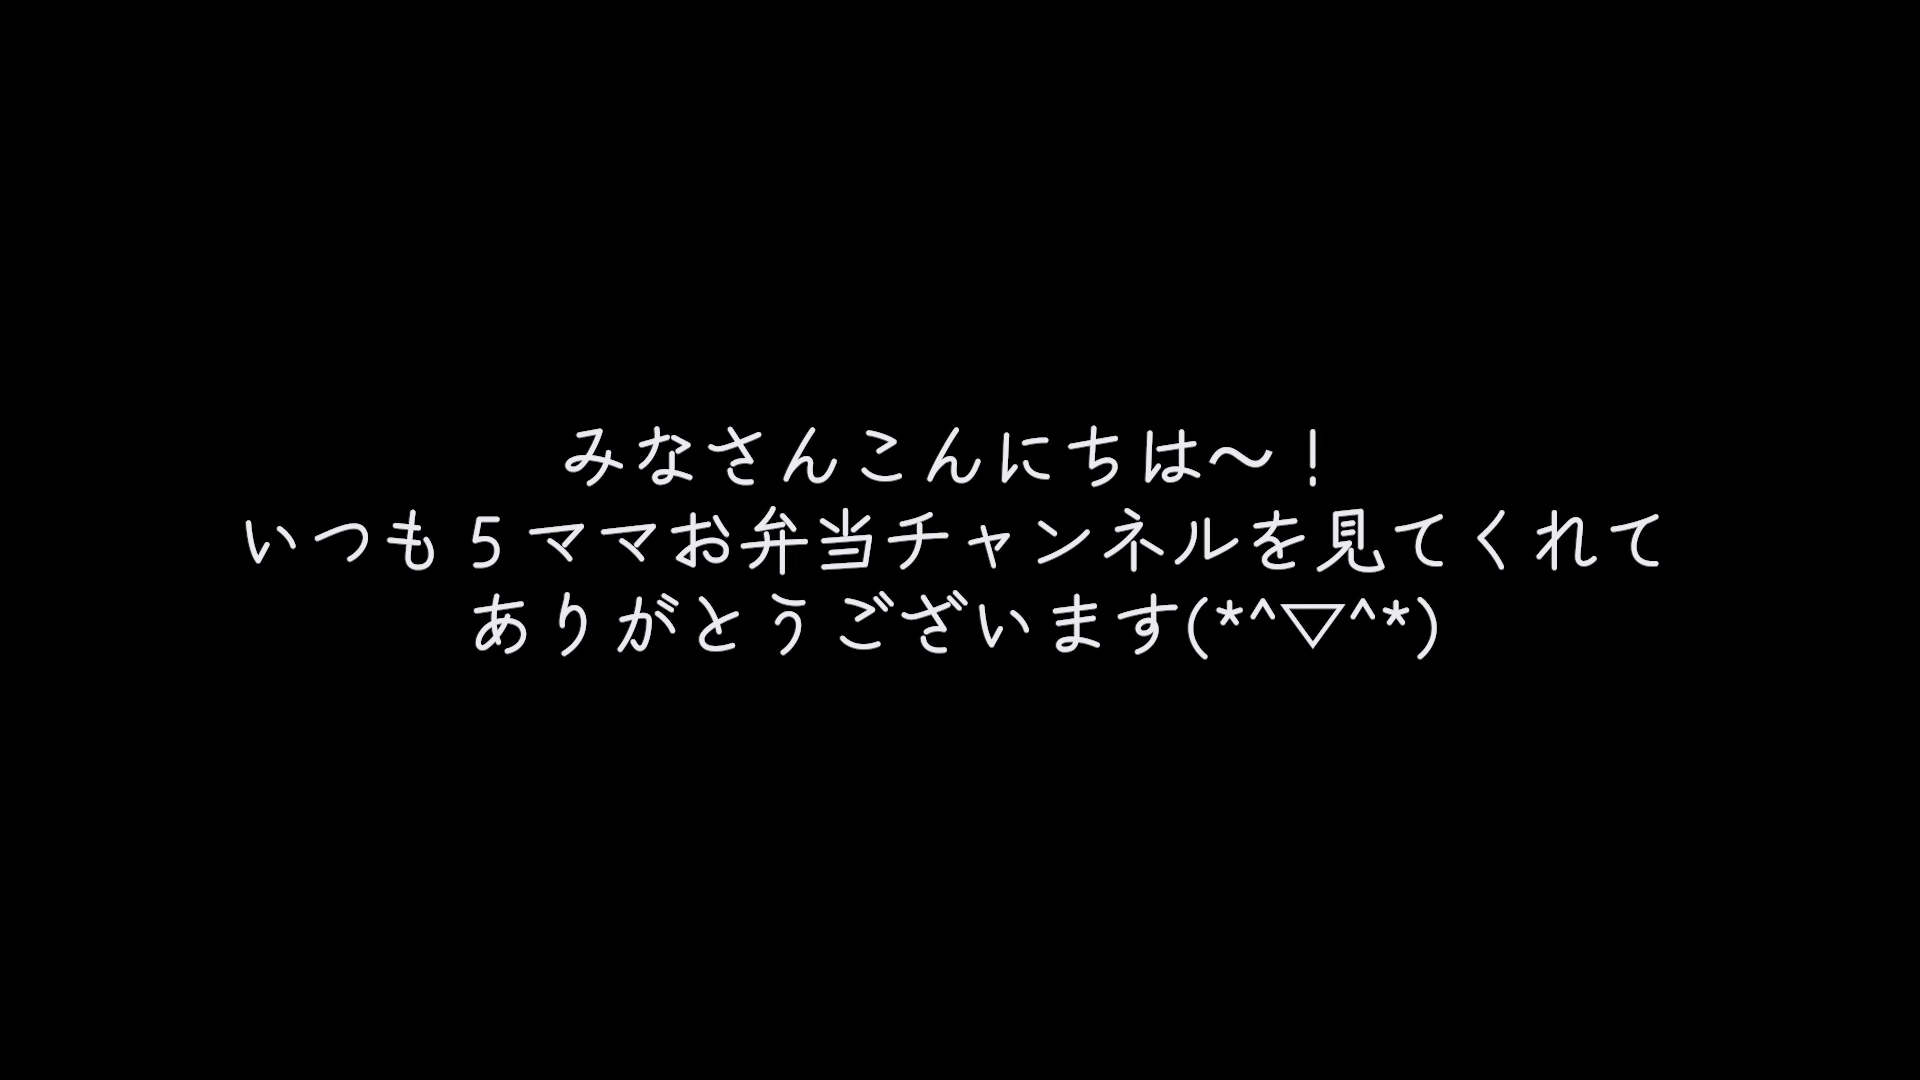 みなさんこんにちは～！
いつも５ママお弁当チャンネルを見てくれて
ありがとうございます(*^▽^*)